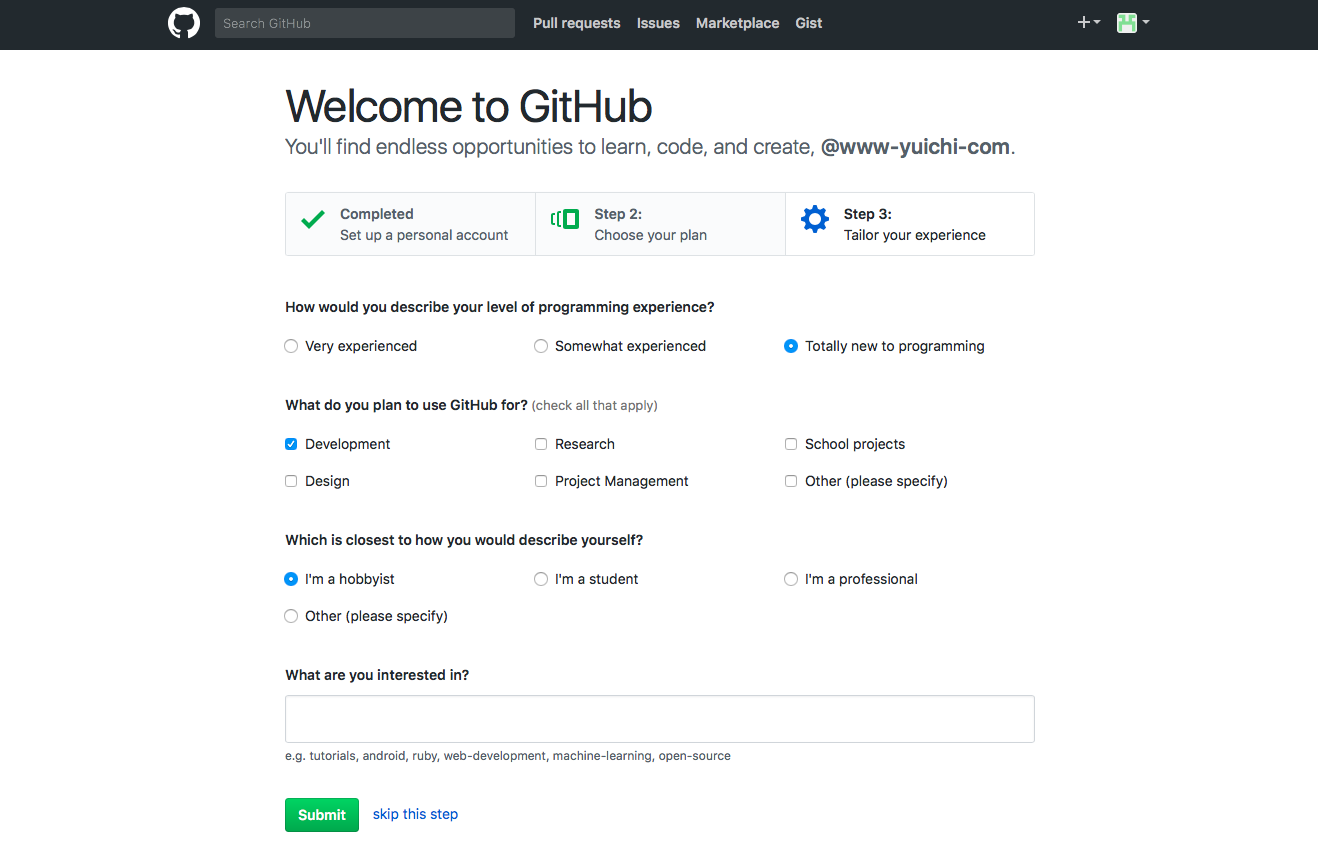 Search GitHub Pull requests Issues Marketplace Gist
Welcome to GitHub
You'll find endless opportunities to learn, code, and create, @www-yuichi-com.
Completed
Set up a personal account
Step 2:
Choose your plan
Step 3:
Tailor your experience
How would you describe your level of programming experience?
Very experienced Somewhat experienced Totally new to programming
What do you plan to use GitHub for? (check all that apply)
Development Research School projects
Design Project Management Other (please specify)
Which is closest to how you would describe yourself?
I'm a hobbyist I'm a student I'm a professional
Other (please specify)
What are you interested in?
e.g. tutorials, android, ruby, web-development, machine-learning, open-source
Submit skip this step